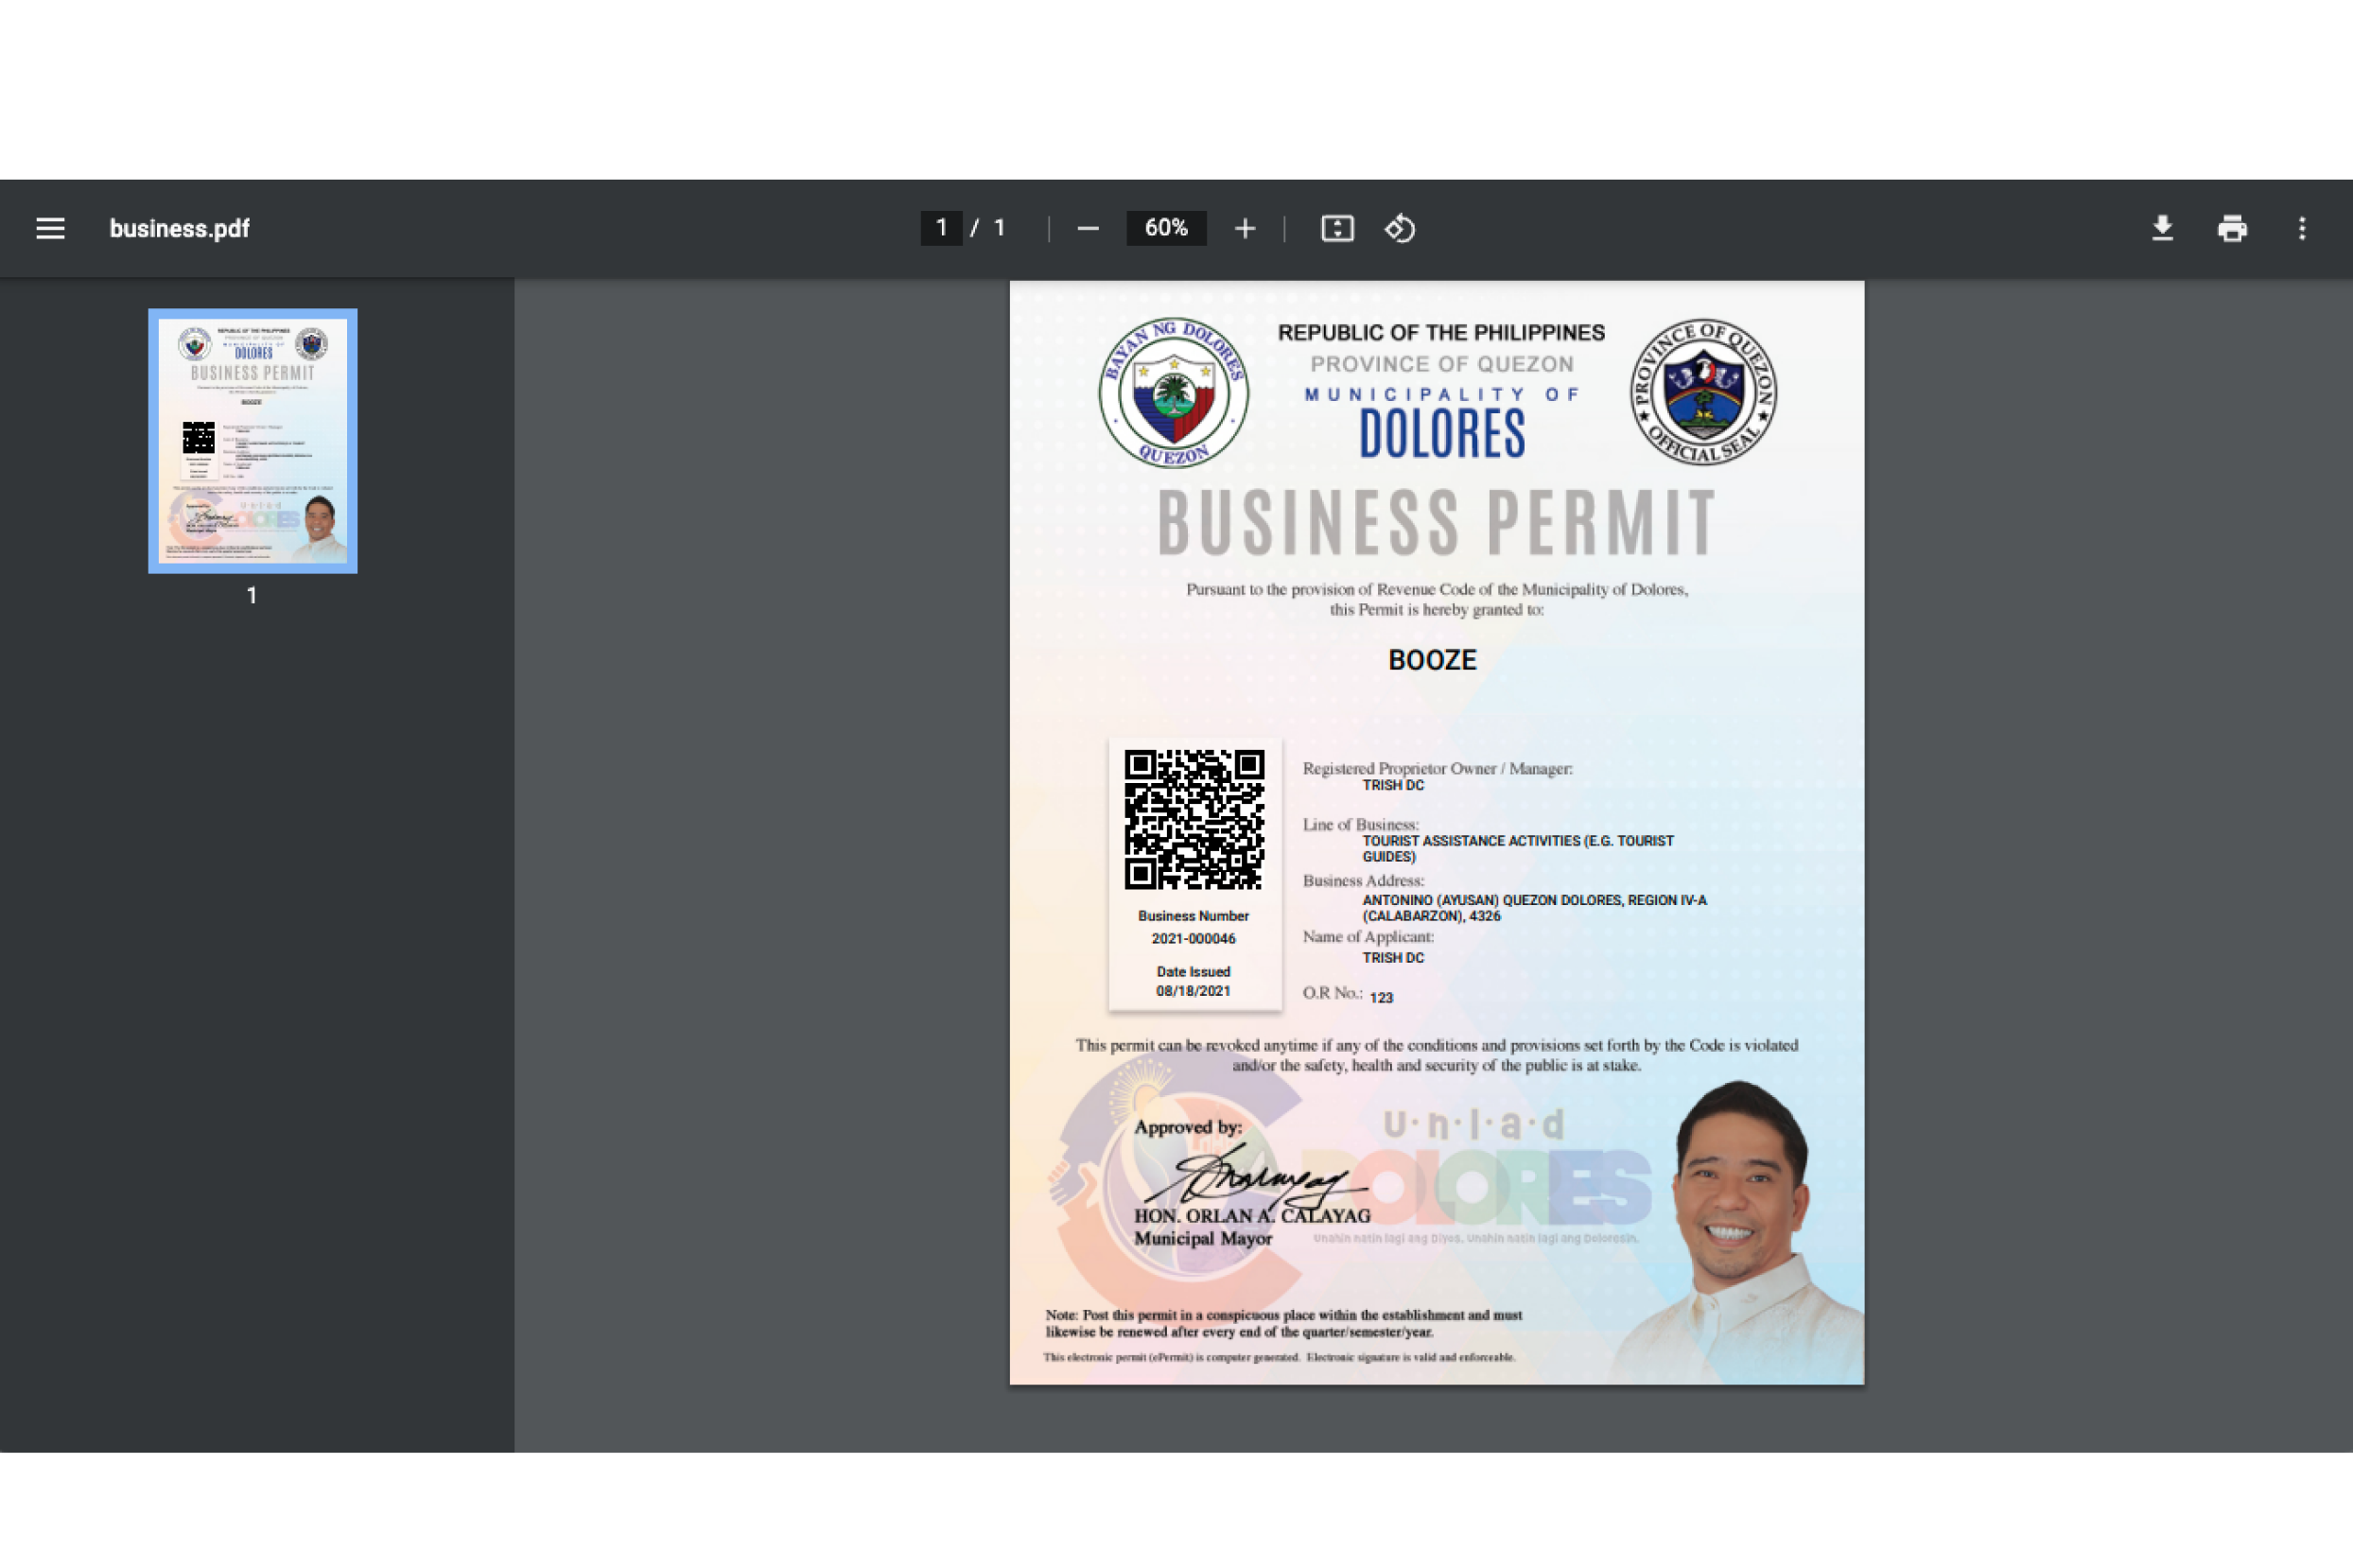 business.pdf
1 / 1
60%
1
BAYAN NG DOLORES
QUEZON
REPUBLIC OF THE PHILIPPINES
PROVINCE OF QUEZON
MUNICIPALITY OF
DOLORES
PROVINCE OF QUEZON
OFFICIAL SEAL
BUSINESS PERMIT
Pursuant to the provision of Revenue Code of the Municipality of Dolores,
this Permit is hereby granted to:
BOOZE
Registered Proprietor Owner / Manager:
TRISH DC
Line of Business:
TOURIST ASSISTANCE ACTIVITIES (E.G. TOURIST
GUIDES)
Business Address:
ANTONINO (AYUSAN) QUEZON DOLORES, REGION IV-A
(CALABARZON), 4326
Name of Applicant:
TRISH DC
O.R No.: 123
Business Number
2021-000046
Date Issued
08/18/2021
This permit can be revoked anytime if any of the conditions and provisions set forth by the Code is violated
and/or the safety, health and security of the public is at stake.
Approved by:
HON. ORLAN A. CALAYAG
Municipal Mayor
U·n·l·a·d
DOLORES
Unahin natin lagi ang Diyos, Unahin natin lagi ang Doloresin.
Note: Post this permit in a conspicuous place within the establishment and must
likewise be renewed after every end of the quarter/semester/year.
This electronic permit (ePermit) is computer generated. Electronic signature is valid and enforceable.